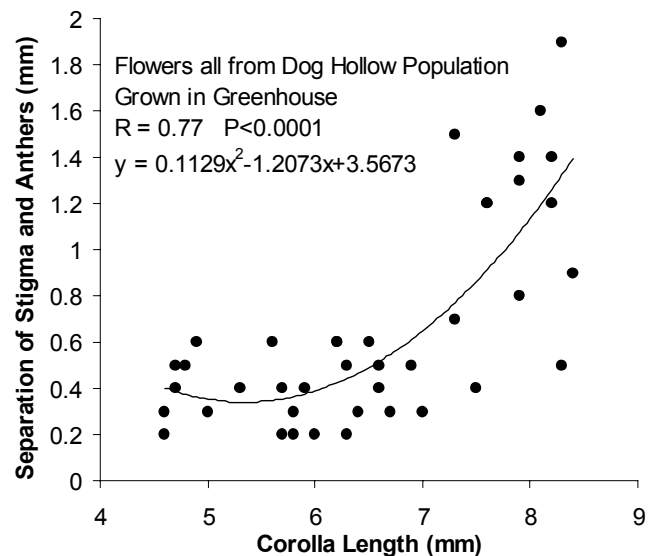 Separation of Stigma and Anthers (mm)
2
1.8
1.6
1.4
1.2
1
0.8
0.6
0.4
0.2
0
Flowers all from Dog Hollow Population
Grown in Greenhouse
R = 0.77 P<0.0001
y = 0.1129x²-1.2073x+3.5673
4 5 6 7 8 9
Corolla Length (mm)